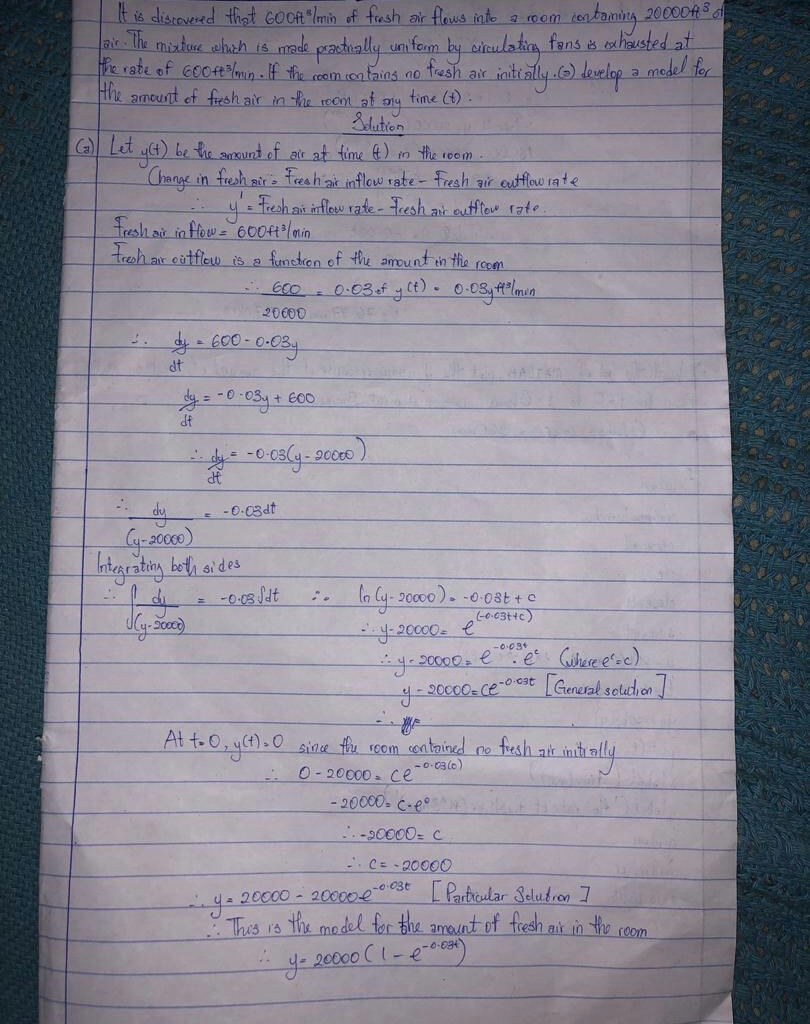 It is discovered that 600ft³/min of fresh air flows into a room containing 20000ft³ of
air. The mixture which is made practically uniform by circulating fans is exhausted at
the rate of 600ft³/min. If the room contains no fresh air initially. (a) develop a model for
the amount of fresh air in the room at any time (t).
Solution
(a) Let y(t) be the amount of air at time (t) in the room.
Change in fresh air = Fresh air inflow rate - Fresh air outflow rate
∴ y' = Fresh air inflow rate - Fresh air outflow rate.
Fresh air inflow = 600ft³/min
Fresh air outflow is a function of the amount in the room
∴ 600/20000 = 0.03 of y(t) = 0.03y ft³/min
∴ dy/dt = 600 - 0.03y
dy/dt = -0.03y + 600
∴ dy/dt = -0.03(y - 20000)
∴ dy/(y-20000) = -0.03dt
Integrating both sides
∴ ∫dy/(y-20000) = -0.03∫dt ∴ ln(y-20000) = -0.03t + c
∴ y-20000 = e^(-0.03t+c)
∴ y-20000 = e^-0.03t . e^c (where e^c = c)
y - 20000 = ce^-0.03t [General solution]
∴
At t=0, y(t)=0 since the room contained no fresh air initially
∴ 0-20000 = ce^-0.03(0)
-20000 = c.e⁰
∴ -20000 = c
∴ c = -20000
∴ y = 20000 - 20000e^-0.03t [Particular Solution]
∴ This is the model for the amount of fresh air in the room
∴ y = 20000(1-e^-0.03t)